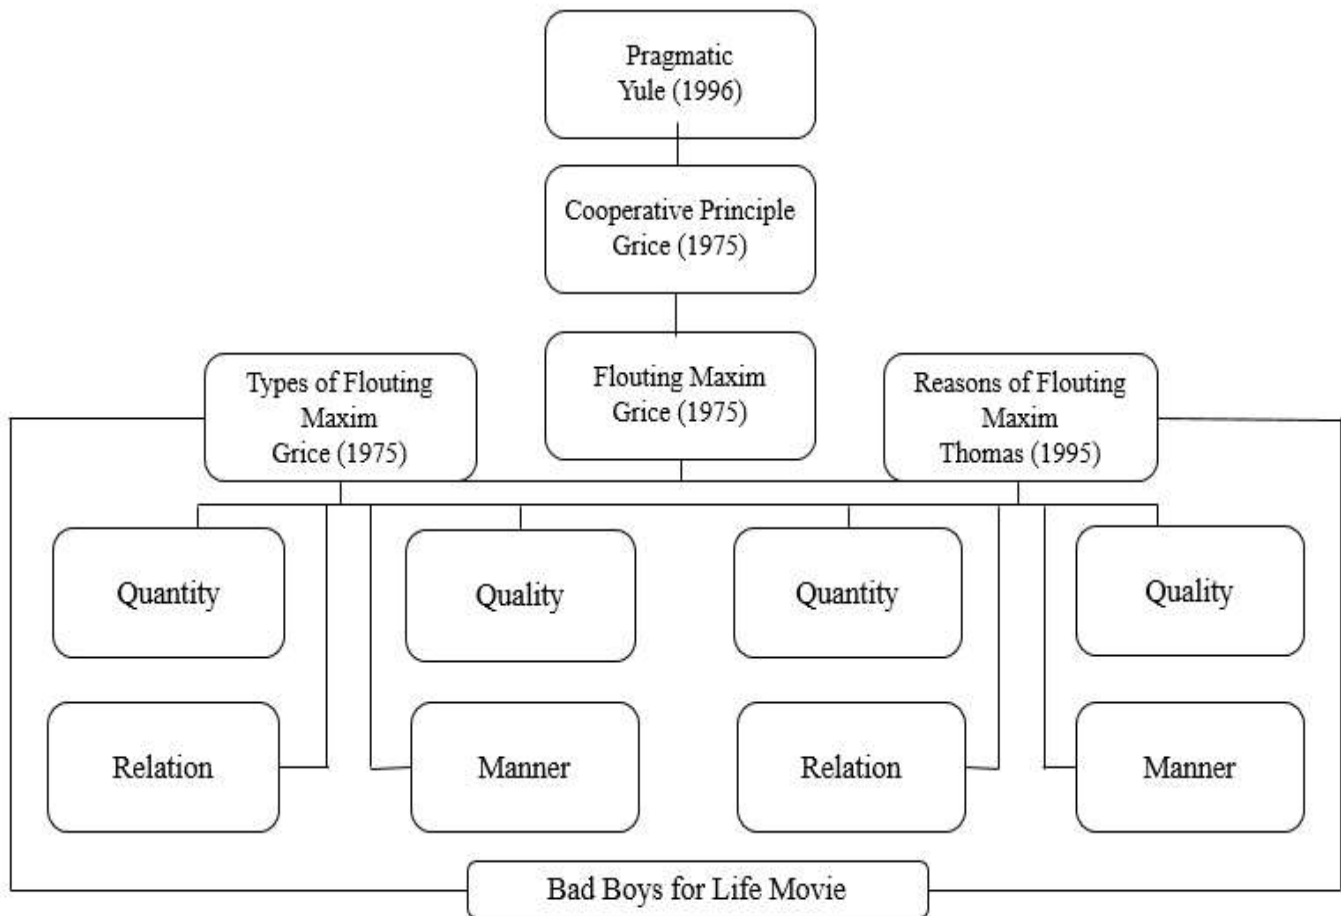 Pragmatic
Yule (1996)
Cooperative Principle
Grice (1975)
Types of Flouting
Maxim
Grice (1975)
Flouting Maxim
Grice (1975)
Reasons of Flouting
Maxim
Thomas (1995)
Quantity
Quality
Quantity
Quality
Relation
Manner
Relation
Manner
Bad Boys for Life Movie